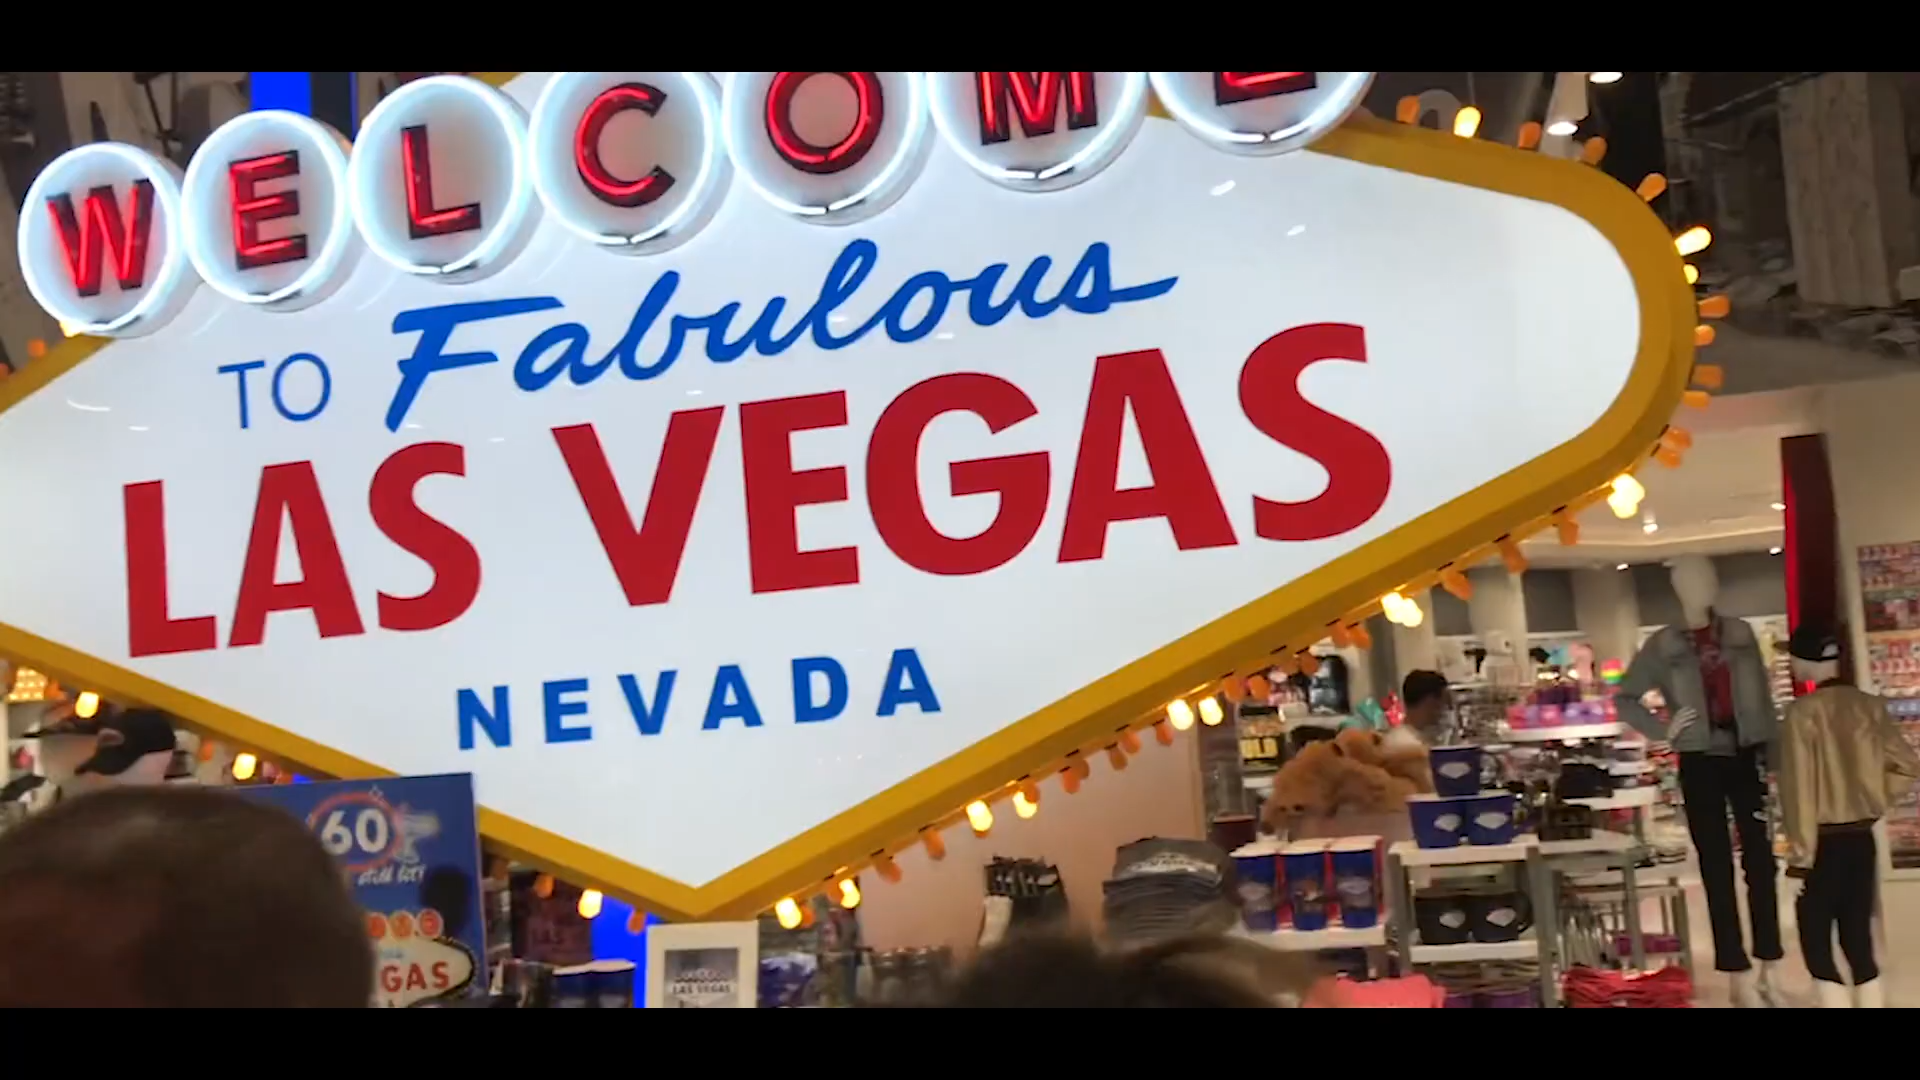 WELCOME
TO Fabulous
LAS VEGAS
NEVADA
60
GAS
LAS VEGAS